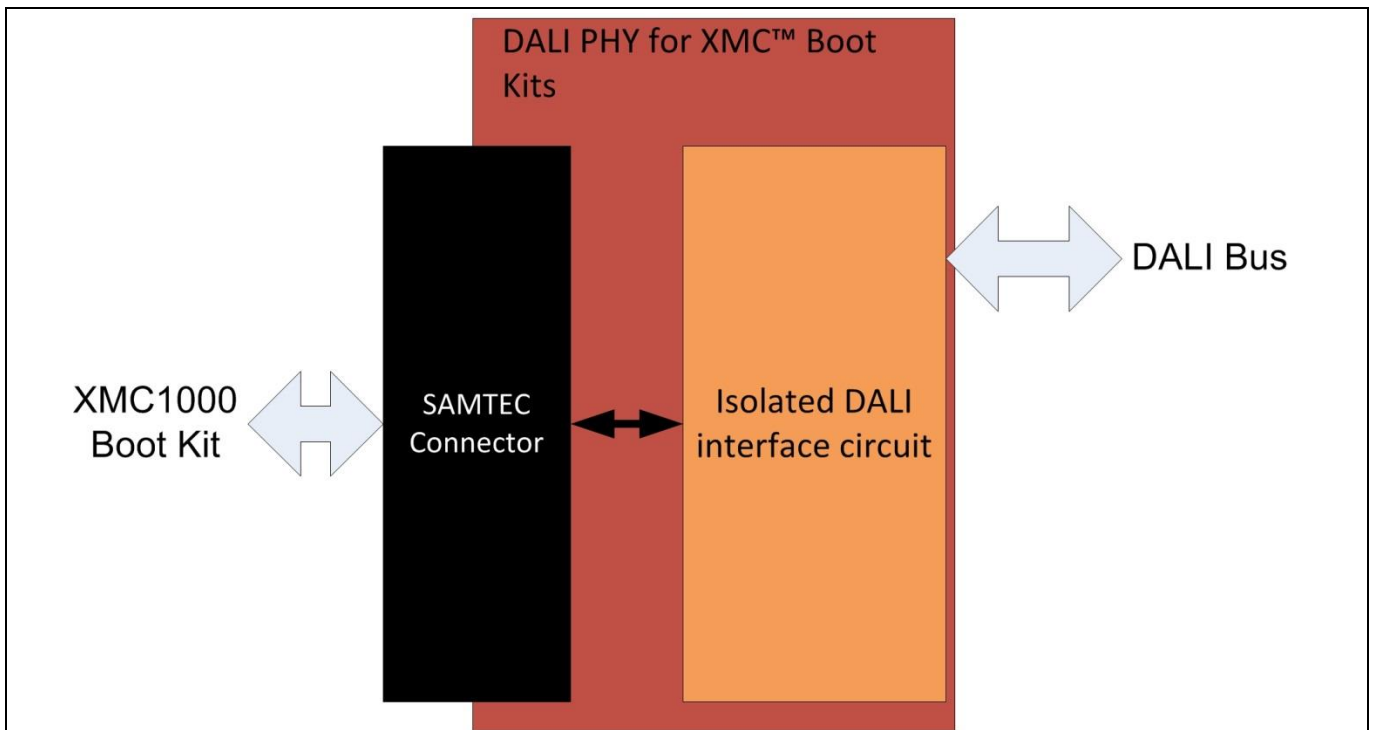 DALI PHY for XMC™ Boot
Kits
DALI Bus
XMC1000
Boot Kit
SAMTEC
Connector
Isolated DALI
interface circuit